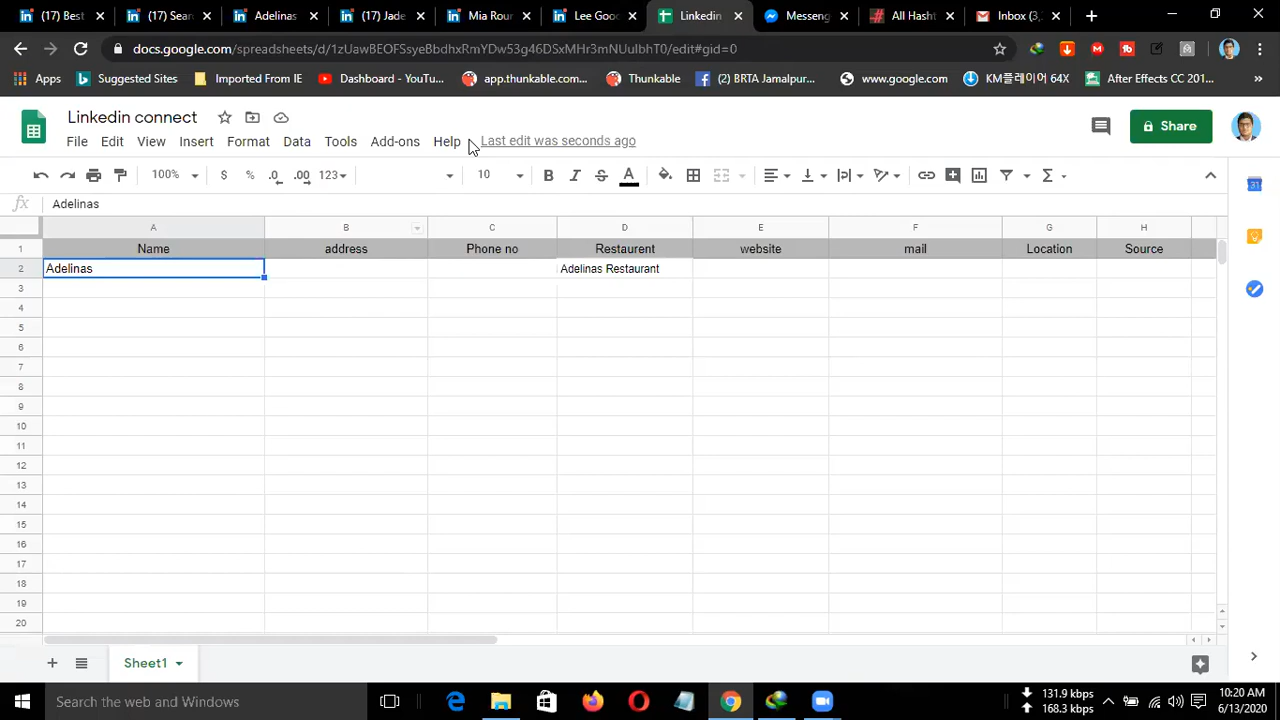 (17) Best
(17) Sear
Adelinas
(17) Jade
Mia Rour
Lee Goo
Linkedin
Messeng
All Hasht
Inbox (3,
docs.google.com/spreadsheets/d/1zUawBEOFSsyeBbdhxRmYDw53g46DSxMHr3mNUulbhT0/edit#gid=0
Apps
Suggested Sites
Imported From IE
Dashboard - YouTu...
app.thunkable.com...
Thunkable
() BRTA Jamalpur...
www.google.com
KM플레이어 64X
After Effects CC 201...
Linkedin connect
File Edit View Insert Format Data Tools Add-ons Help Last edit was seconds ago
Share
100% $ % .0 .00 123 10 B I S A
fx Adelinas
A B C D E F G H
1 Name address Phone no Restaurent website mail Location Source
2 Adelinas Adelinas Restaurant
3
4
5
6
7
8
9
10
11
12
13
14
15
16
17
18
19
20
Sheet1
Search the web and Windows
131.9 kbps
168.3 kbps
10:20 AM
6/13/2020